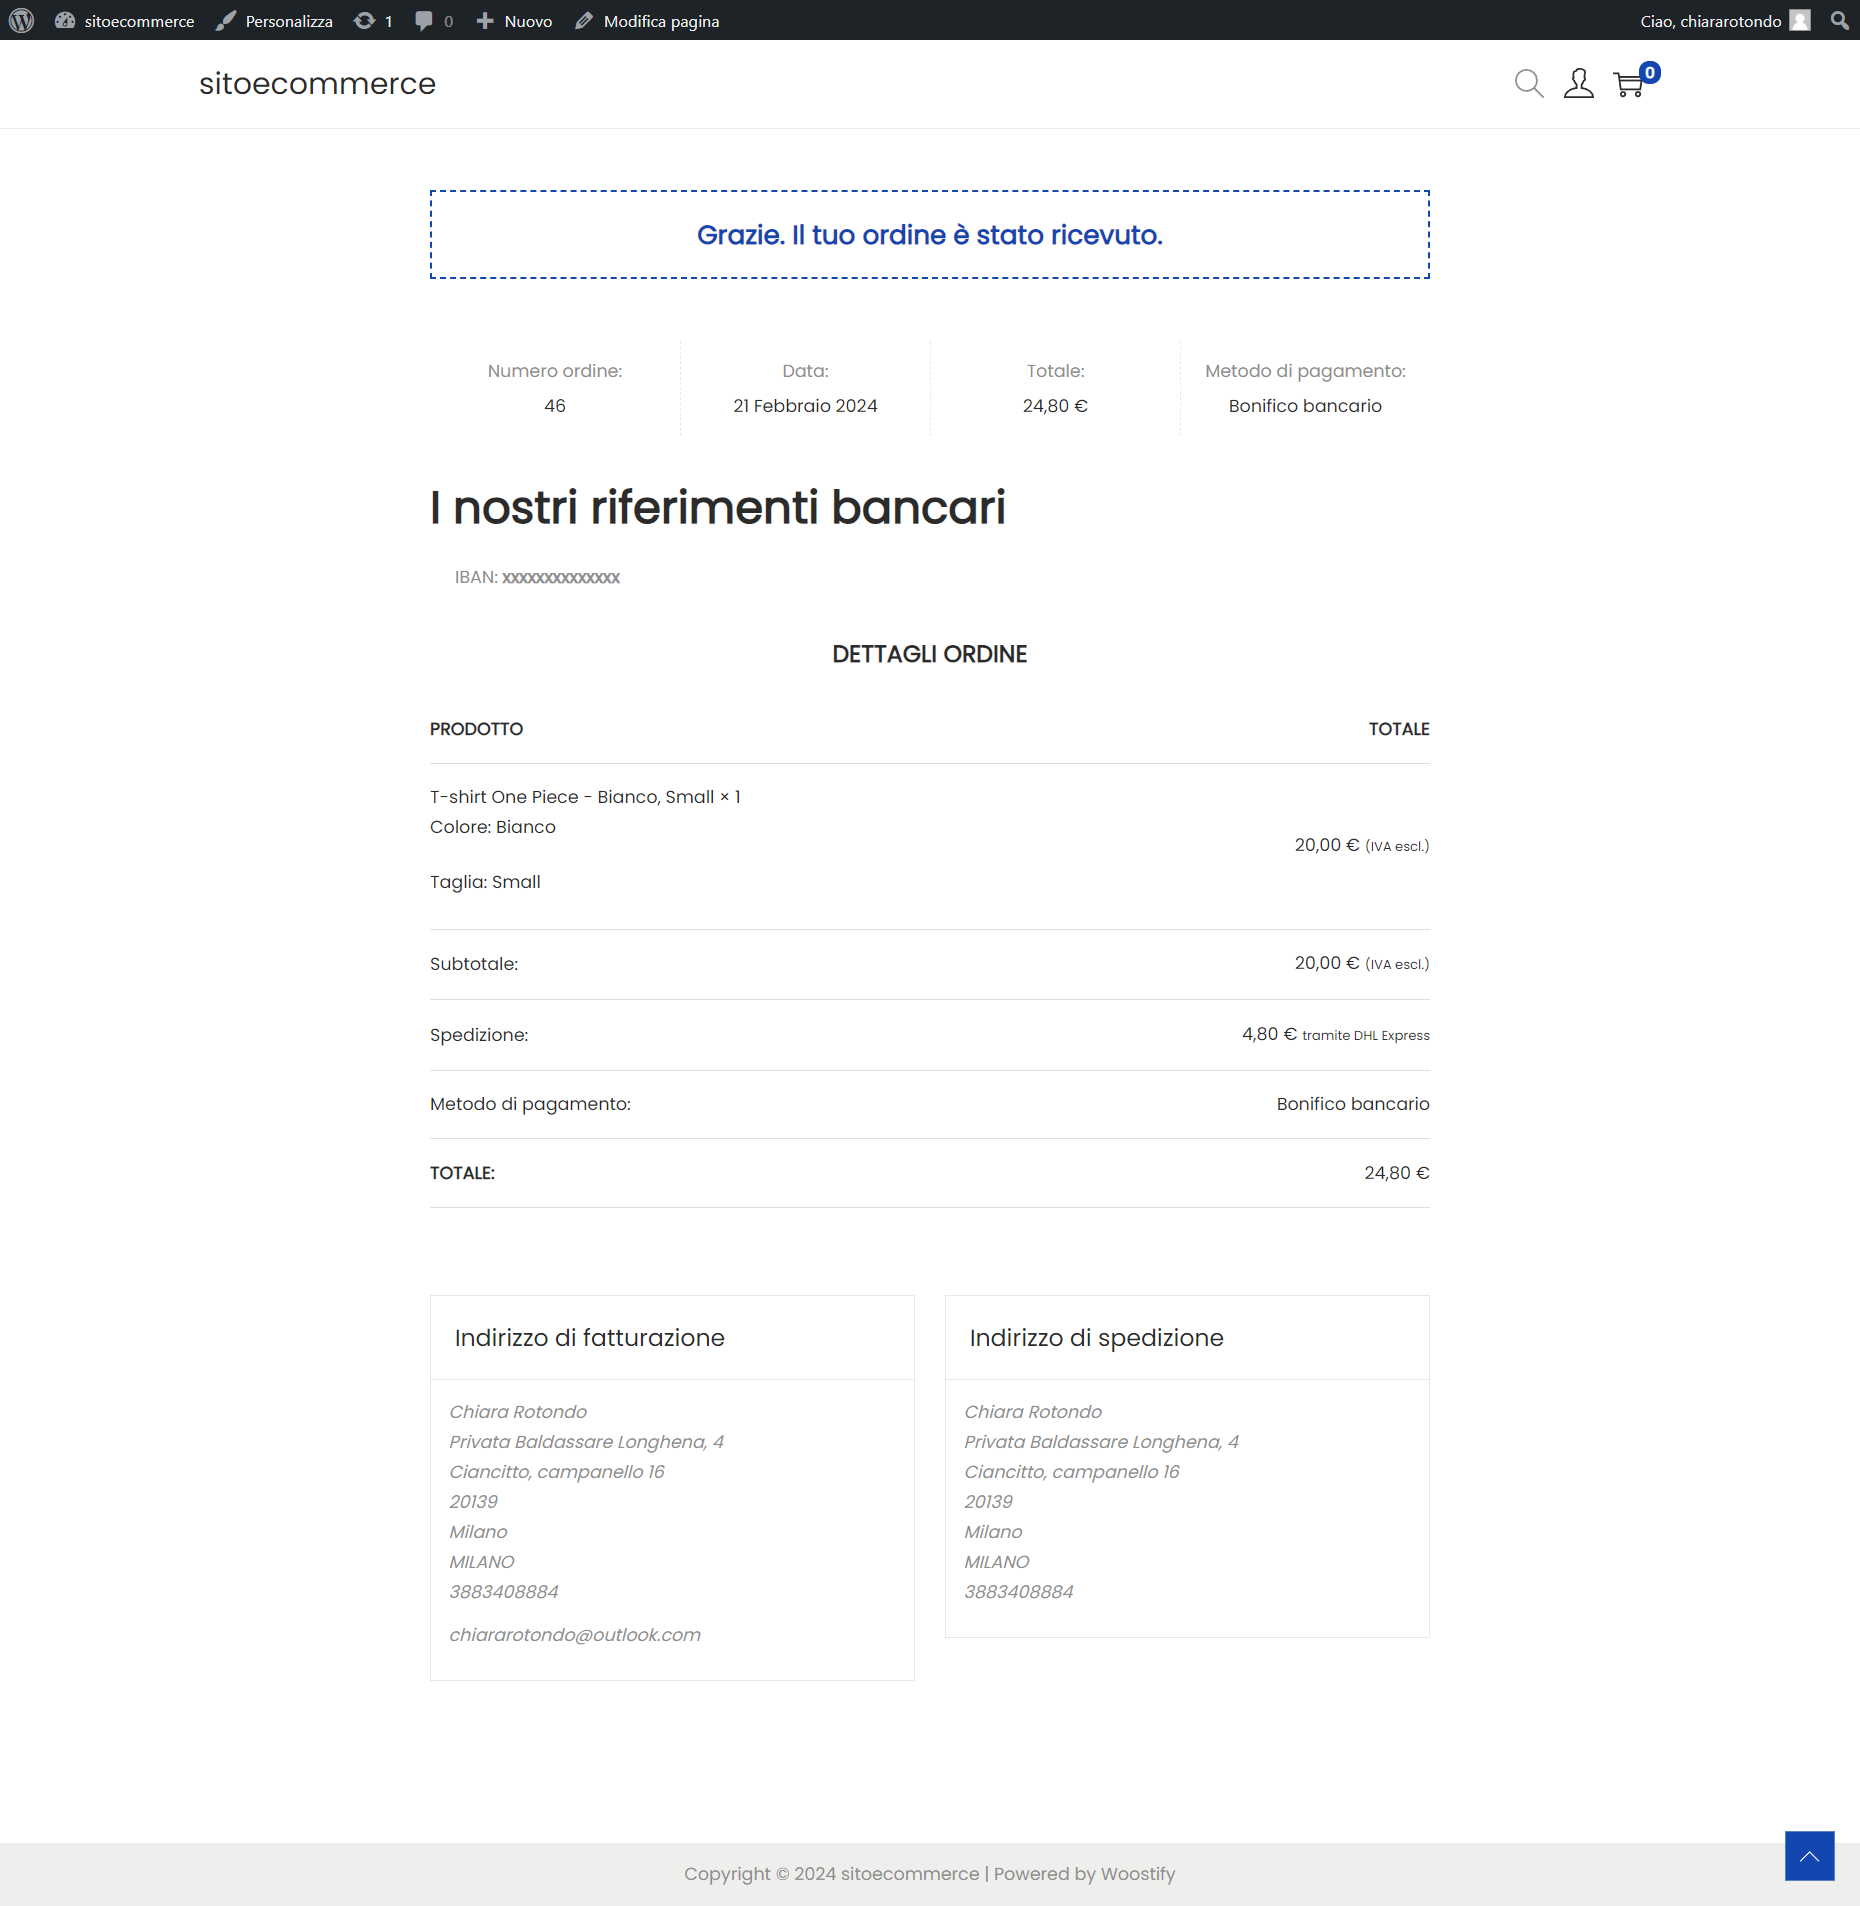 sitoecommerce Personalizza 1 0 Nuovo Modifica pagina Ciao, chiararotondo
sitoecommerce 0
Grazie. Il tuo ordine è stato ricevuto.
Numero ordine: Data: Totale: Metodo di pagamento:
46 21 Febbraio 2024 24,80 € Bonifico bancario
I nostri riferimenti bancari
IBAN: xxxxxxxxxxxxxx
DETTAGLI ORDINE
PRODOTTO TOTALE
T-shirt One Piece - Bianco, Small × 1
Colore: Bianco
20,00 € (IVA escl.)
Taglia: Small
Subtotale: 20,00 € (IVA escl.)
Spedizione: 4,80 € tramite DHL Express
Metodo di pagamento: Bonifico bancario
TOTALE: 24,80 €
Indirizzo di fatturazione
Chiara Rotondo
Privata Baldassare Longhena, 4
Ciancitto, campanello 16
20139
Milano
MILANO
3883408884
chiararotondo@outlook.com
Indirizzo di spedizione
Chiara Rotondo
Privata Baldassare Longhena, 4
Ciancitto, campanello 16
20139
Milano
MILANO
3883408884
Copyright © 2024 sitoecommerce | Powered by Woostify